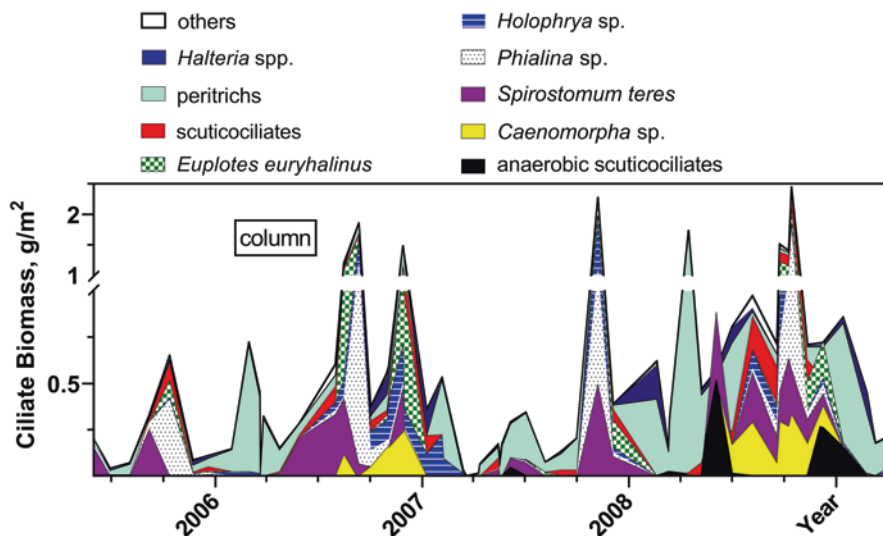 others
Halteria spp.
peritrichs
scuticociliates
Euplotes euryhalinus
Holophrya sp.
Phialina sp.
Spirostomum teres
Caenomorpha sp.
anaerobic scuticociliates
Ciliate Biomass, g/m²
2
1
0.5
column
2006
2007
2008
Year